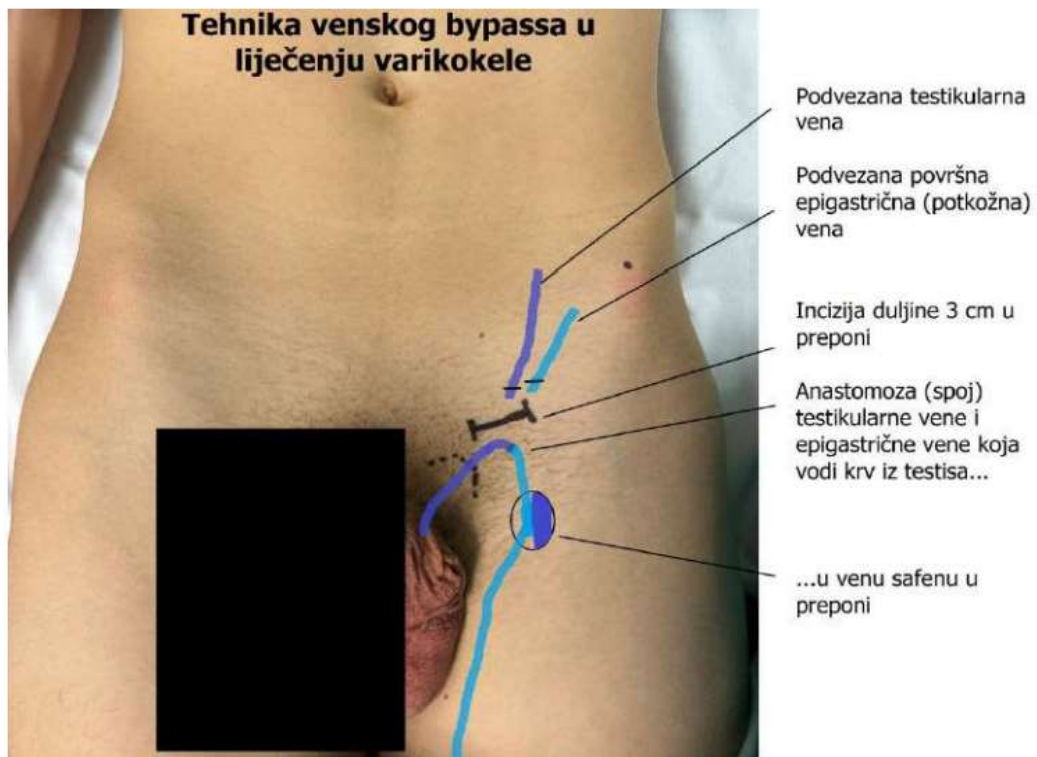 Tehnika venskog bypassa u
liječenju varikokele
Podvezana testikularna
vena
Podvezana površna
epigastrična (potkožna)
vena
Incizija duljine 3 cm u
preponi
Anastomoza (spoj)
testikularne vene i
epigastrične vene koja
vodi krv iz testisa...
...u venu safenu u
preponi